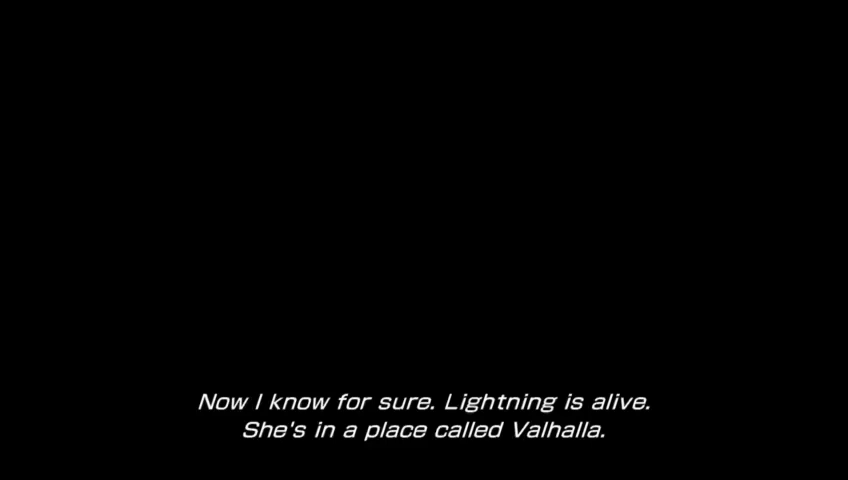 Now I know for sure. Lightning is alive.
She's in a place called Valhalla.